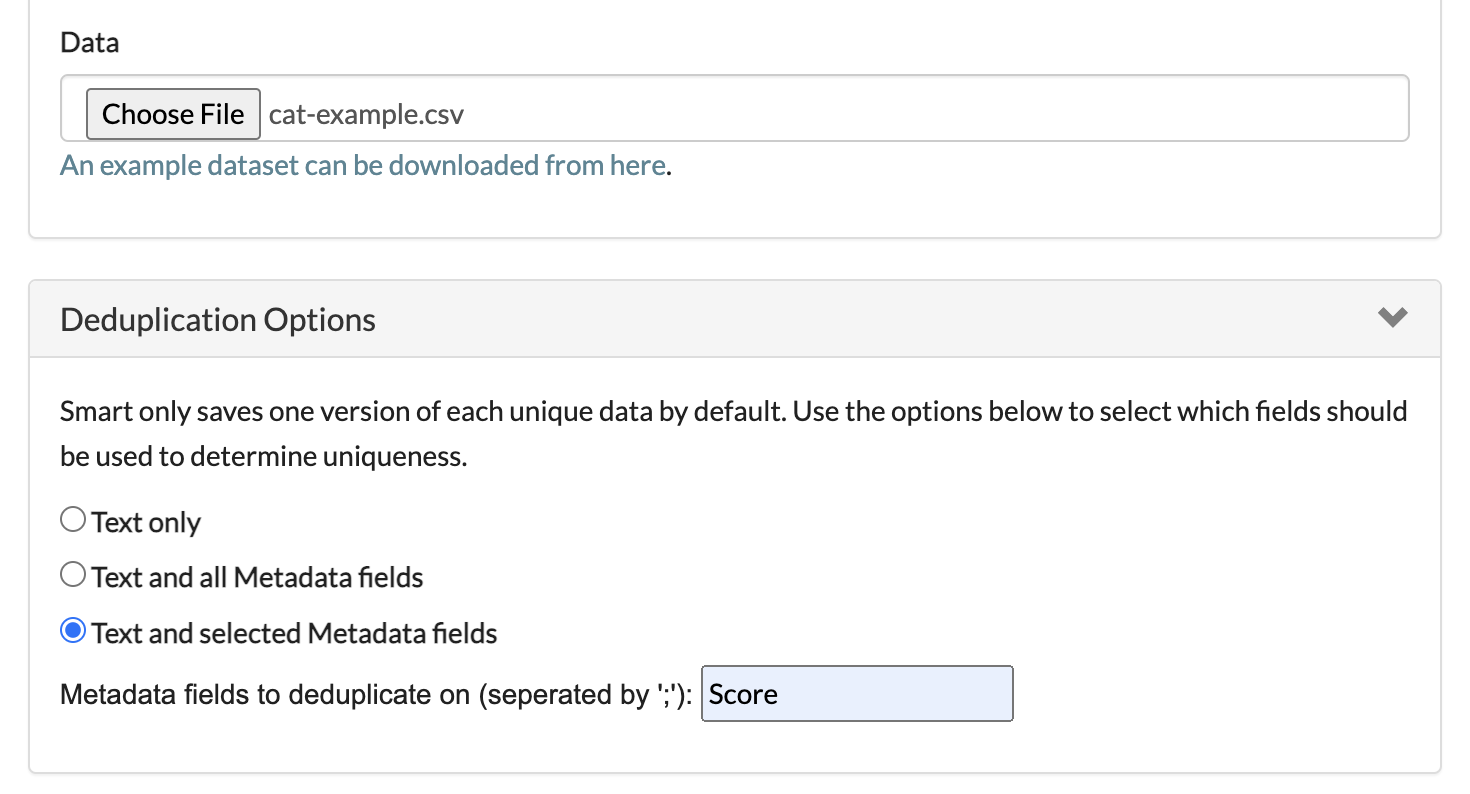 Data
Choose File cat-example.csv
An example dataset can be downloaded from here.
Deduplication Options
Smart only saves one version of each unique data by default. Use the options below to select which fields should
be used to determine uniqueness.
Text only
Text and all Metadata fields
Text and selected Metadata fields
Metadata fields to deduplicate on (seperated by ';'): Score